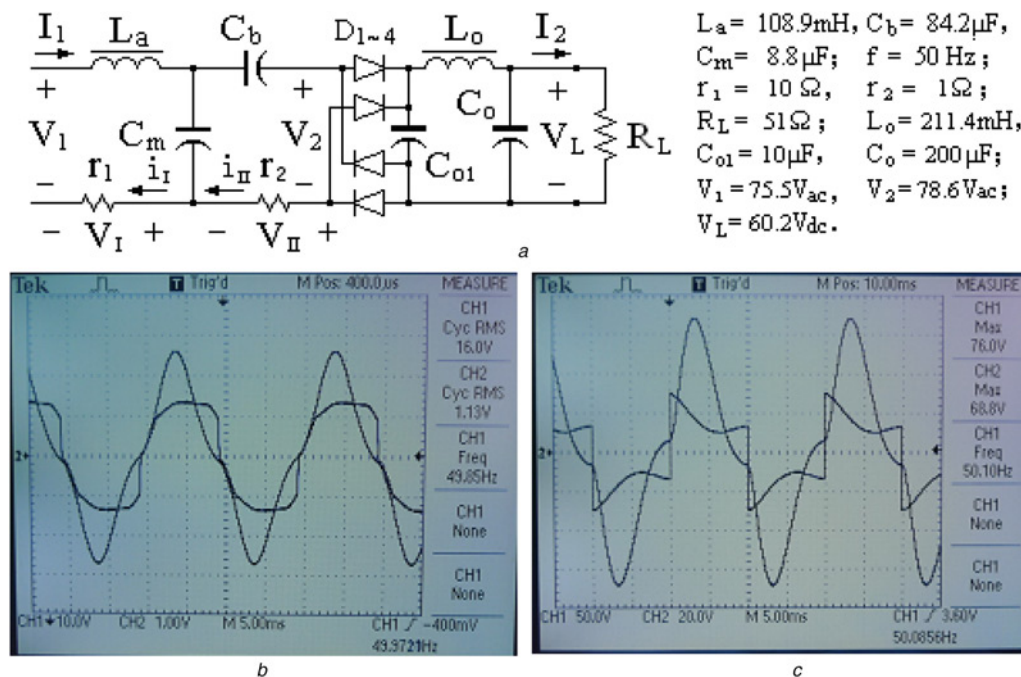 I1 La Cb D1~4 Lo I2
+ + Co +
V1 Cm V2 Co1 VL RL
r1 iI iII r2
− − − −
− VI + − VII +
La = 108.9mH, Cb = 84.2µF,
Cm = 8.8µF; f = 50 Hz;
r1 = 10 Ω, r2 = 1Ω;
RL = 51Ω; Lo = 211.4mH,
Co1 = 10µF, Co = 200µF;
V1 = 75.5Vac, V2 = 78.6Vac;
VL = 60.2Vdc.
a
Tek T Trig'd M Pos: 400.0µs MEASURE
CH1
Cyc RMS
16.0V
CH2
Cyc RMS
1.13V
2+
CH1
Freq
49.85Hz
CH1
None
CH1
None
CH1 10.0V CH2 1.00V M 5.00ms CH1 ∕ −400mV
49.9721Hz
b
Tek T Trig'd M Pos: 10.00ms MEASURE
CH1
Max
76.0V
CH2
Max
68.8V
2+
CH1
Freq
50.10Hz
CH1
None
CH1
None
CH1 50.0V CH2 20.0V M 5.00ms CH1 ∕ 3.60V
50.0856Hz
c